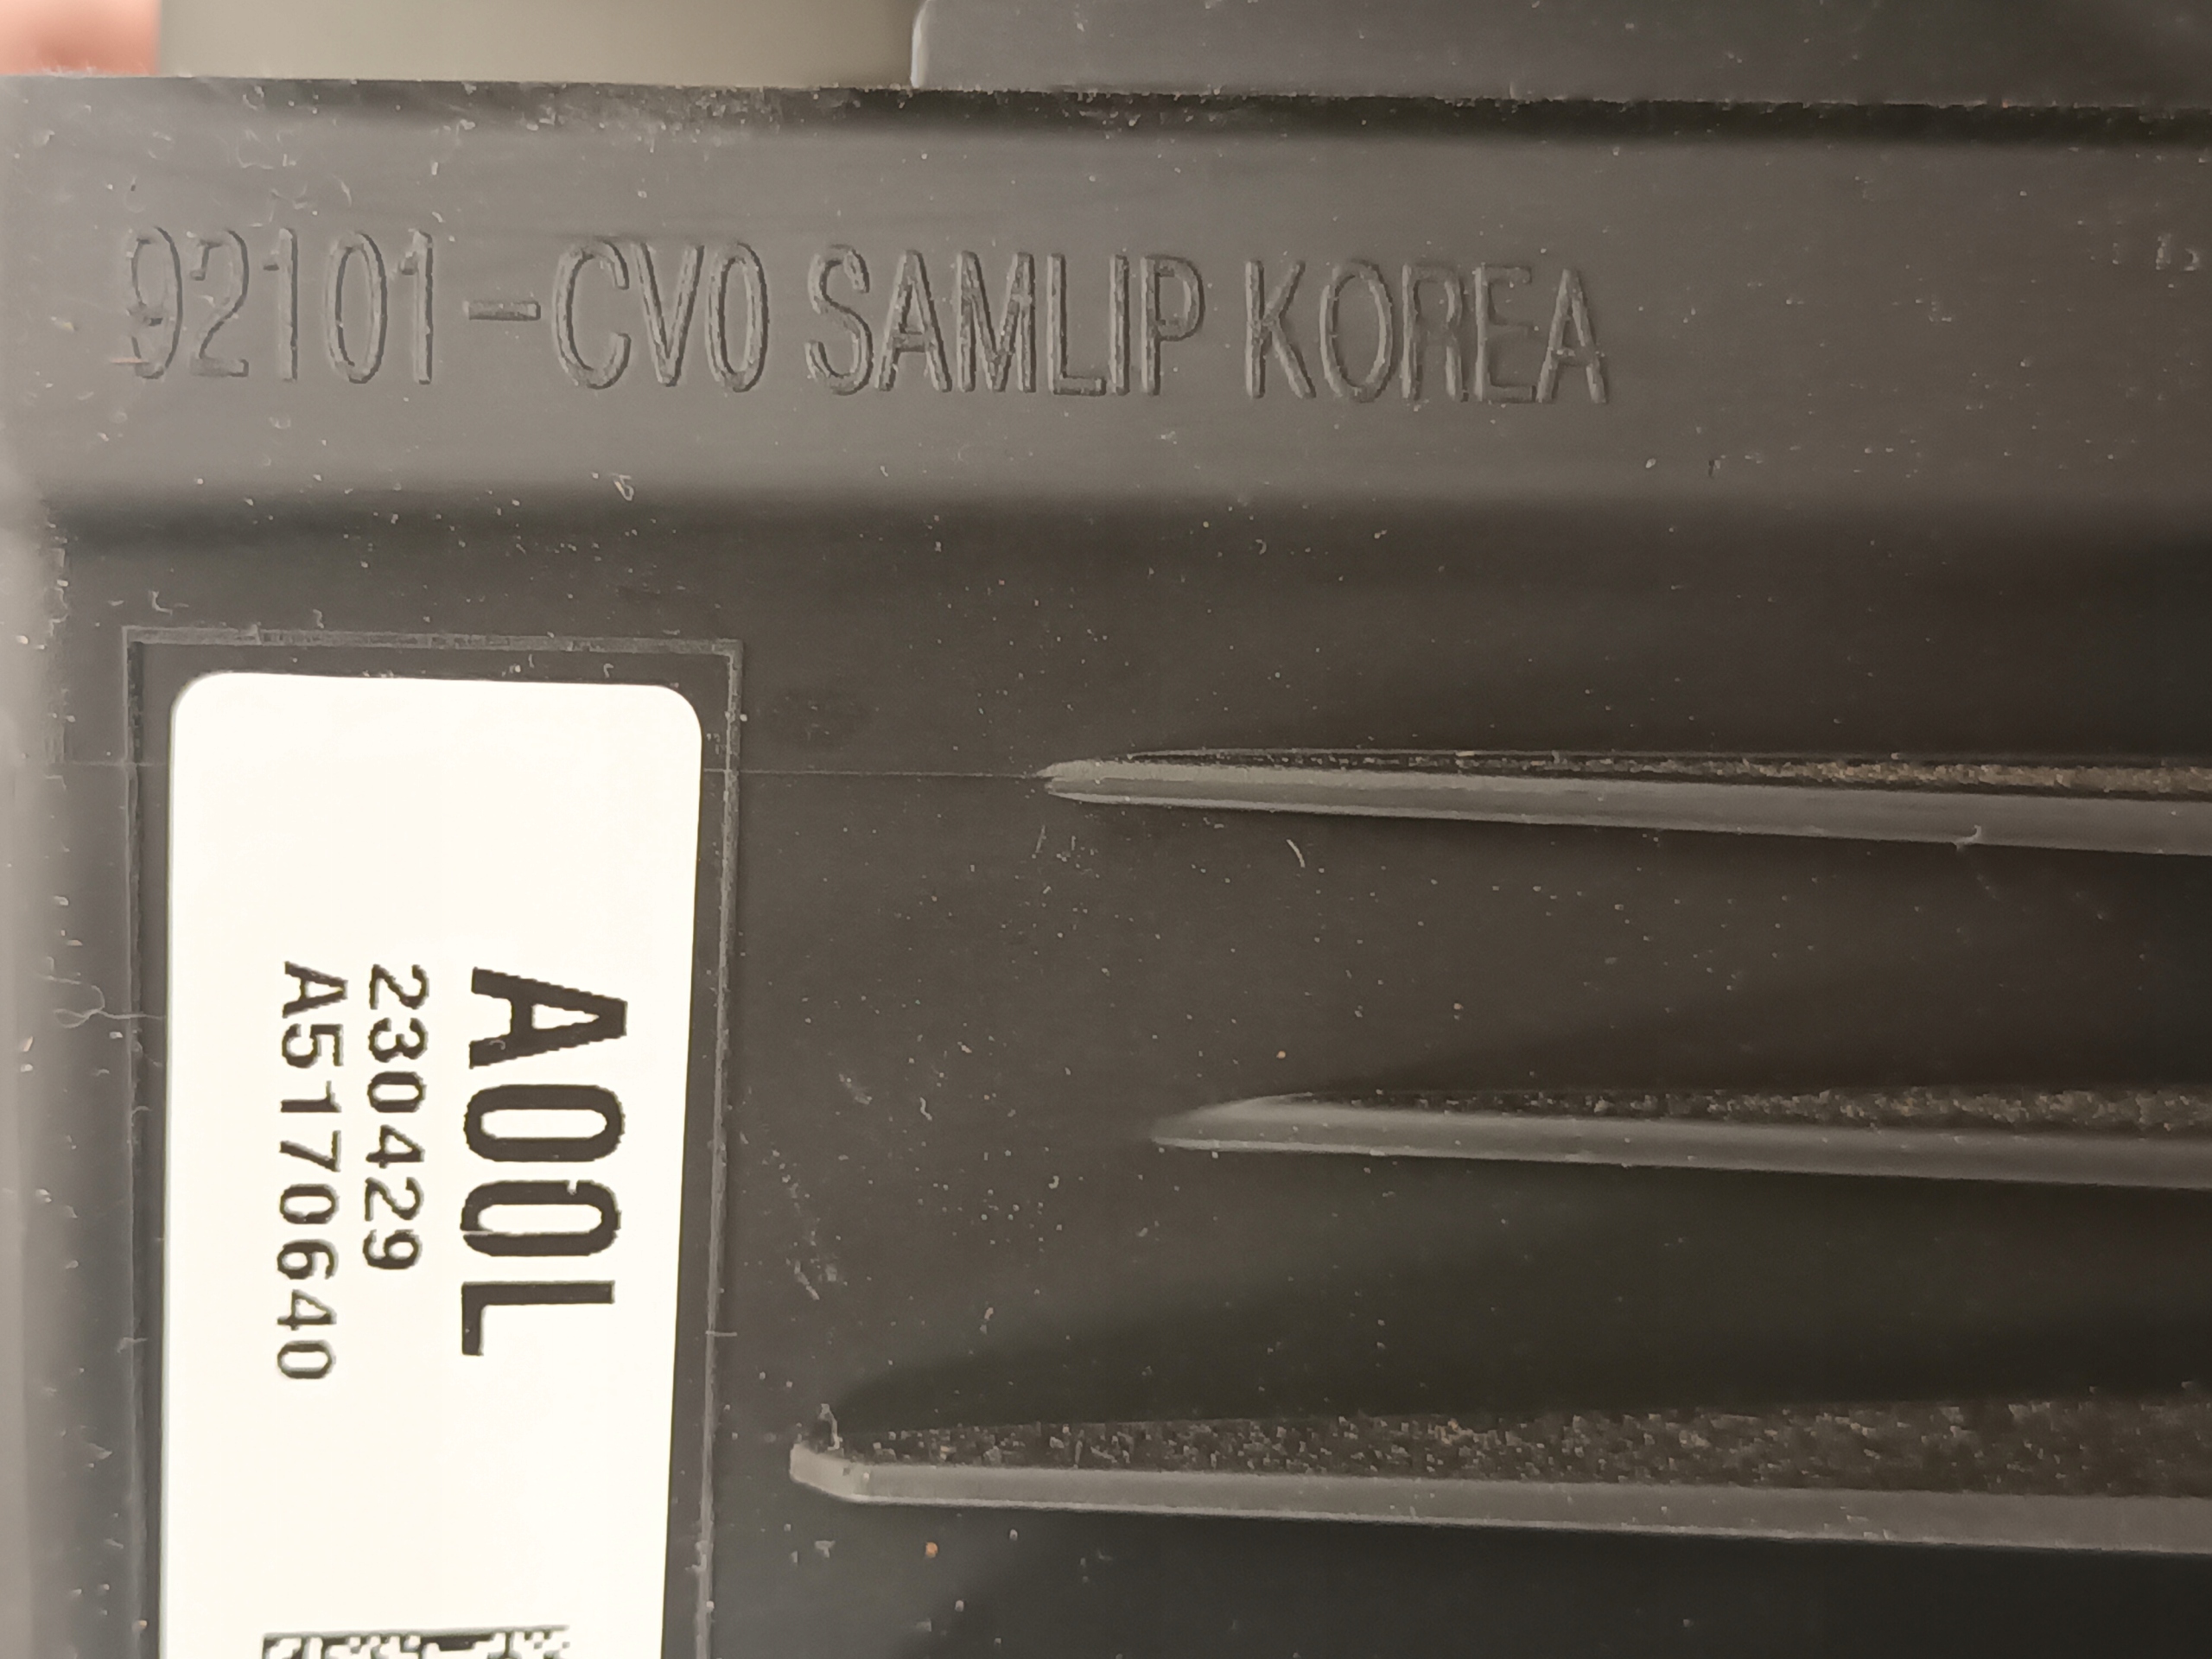 92101-CV0 SAMLIP KOREA
A00L
230429
A5170640